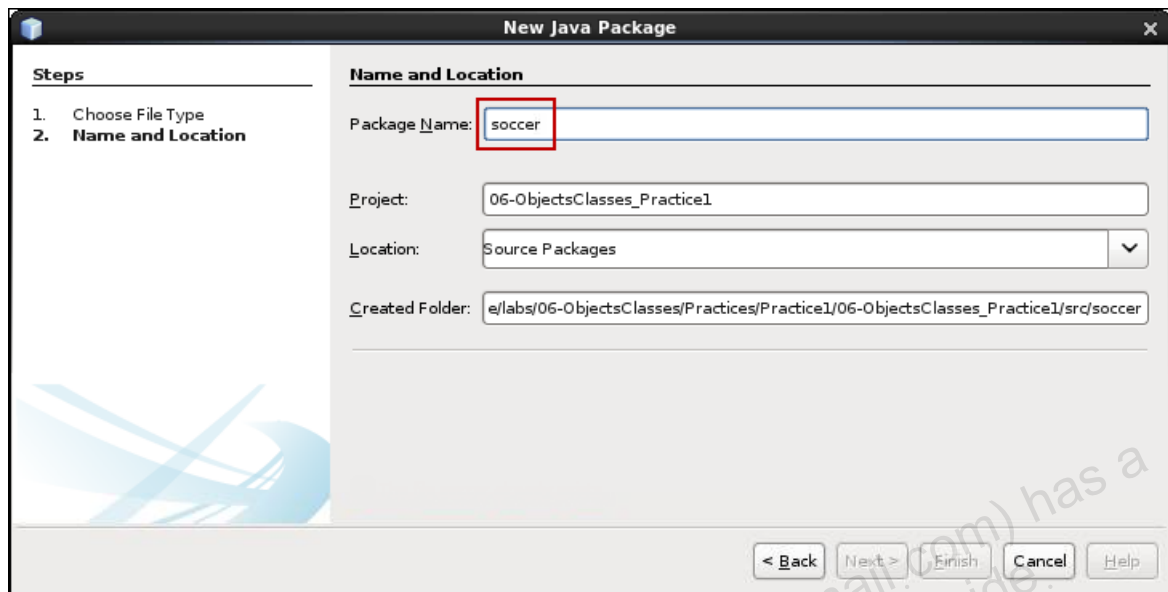 New Java Package
Steps
1. Choose File Type
2. Name and Location
Name and Location
Package Name: soccer
Project: 06-ObjectsClasses_Practice1
Location: Source Packages
Created Folder: e/labs/06-ObjectsClasses/Practices/Practice1/06-ObjectsClasses_Practice1/src/soccer
) has a
< Back Next > Finish Cancel Help